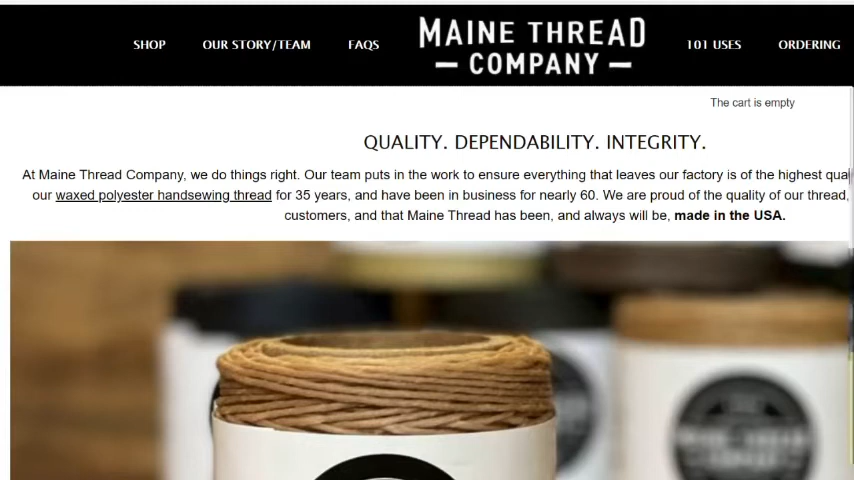 SHOP OUR STORY/TEAM FAQS MAINE THREAD COMPANY 101 USES ORDERING
The cart is empty
QUALITY. DEPENDABILITY. INTEGRITY.
At Maine Thread Company, we do things right. Our team puts in the work to ensure everything that leaves our factory is of the highest
our waxed polyester handsewing thread for 35 years, and have been in business for nearly 60. We are proud of the quality of our thread,
customers, and that Maine Thread has been, and always will be, made in the USA.